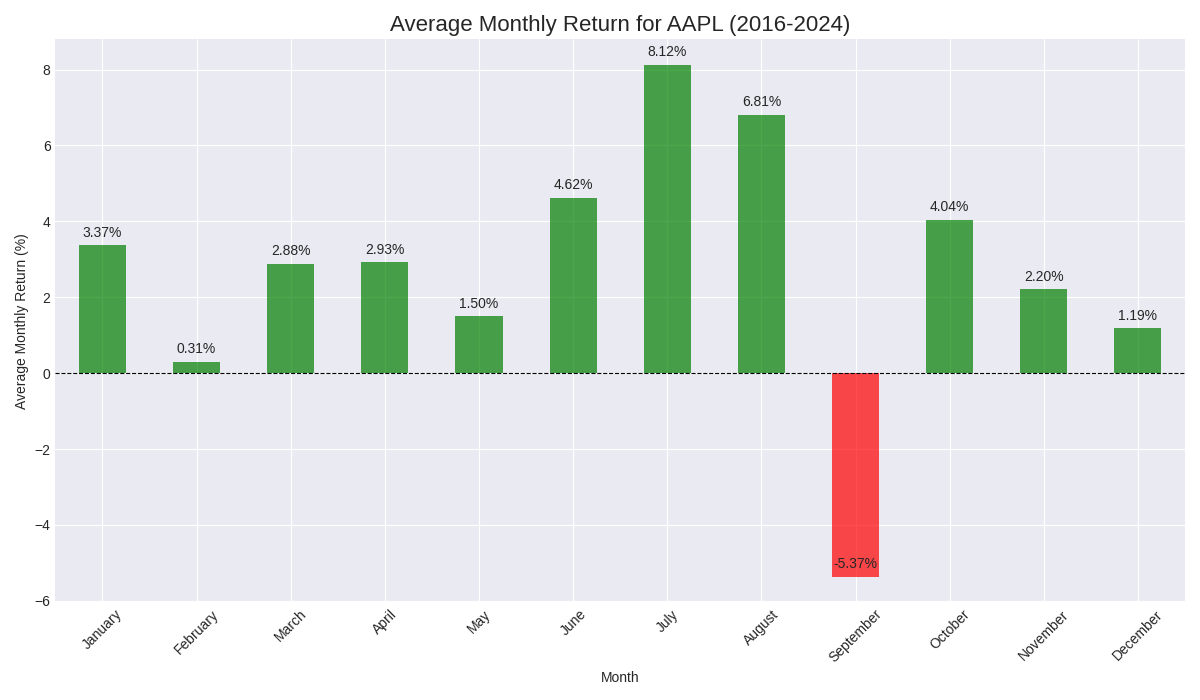 Average Monthly Return for AAPL (2016-2024)
Average Monthly Return (%)
8
6
4
2
0
−2
−4
−6
3.37%
0.31%
2.88%
2.93%
1.50%
4.62%
8.12%
6.81%
-5.37%
4.04%
2.20%
1.19%
January
February
March
April
May
June
July
August
September
October
November
December
Month